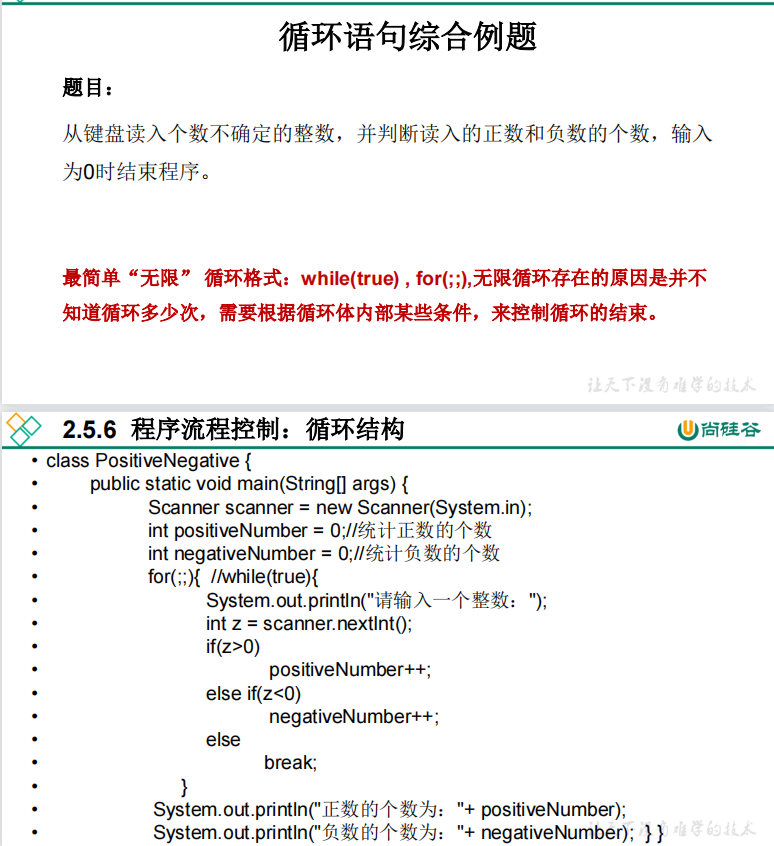 循环语句综合例题
题目：
从键盘读入个数不确定的整数，并判断读入的正数和负数的个数，输入
为0时结束程序。
最简单“无限” 循环格式：while(true) , for(;;),无限循环存在的原因是并不
知道循环多少次，需要根据循环体内部某些条件，来控制循环的结束。
让天下没有难学的技术
2.5.6 程序流程控制：循环结构
尚硅谷
• class PositiveNegative {
• public static void main(String[] args) {
• Scanner scanner = new Scanner(System.in);
• int positiveNumber = 0;//统计正数的个数
• int negativeNumber = 0;//统计负数的个数
• for(;;){ //while(true){
• System.out.println("请输入一个整数：");
• int z = scanner.nextInt();
• if(z>0)
• positiveNumber++;
• else if(z<0)
• negativeNumber++;
• else
• break;
• }
• System.out.println("正数的个数为："+ positiveNumber);
• System.out.println("负数的个数为："+ negativeNumber); } }
让天下没有难学的技术